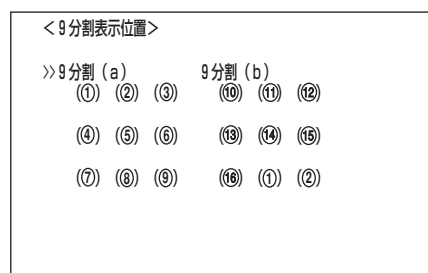 <9分割表示位置>
>>9分割(a) 9分割(b)
(①) (②) (③) (⑩) (⑪) (⑫)
(④) (⑤) (⑥) (⑬) (⑭) (⑮)
(⑦) (⑧) (⑨) (⑯) (①) (②)